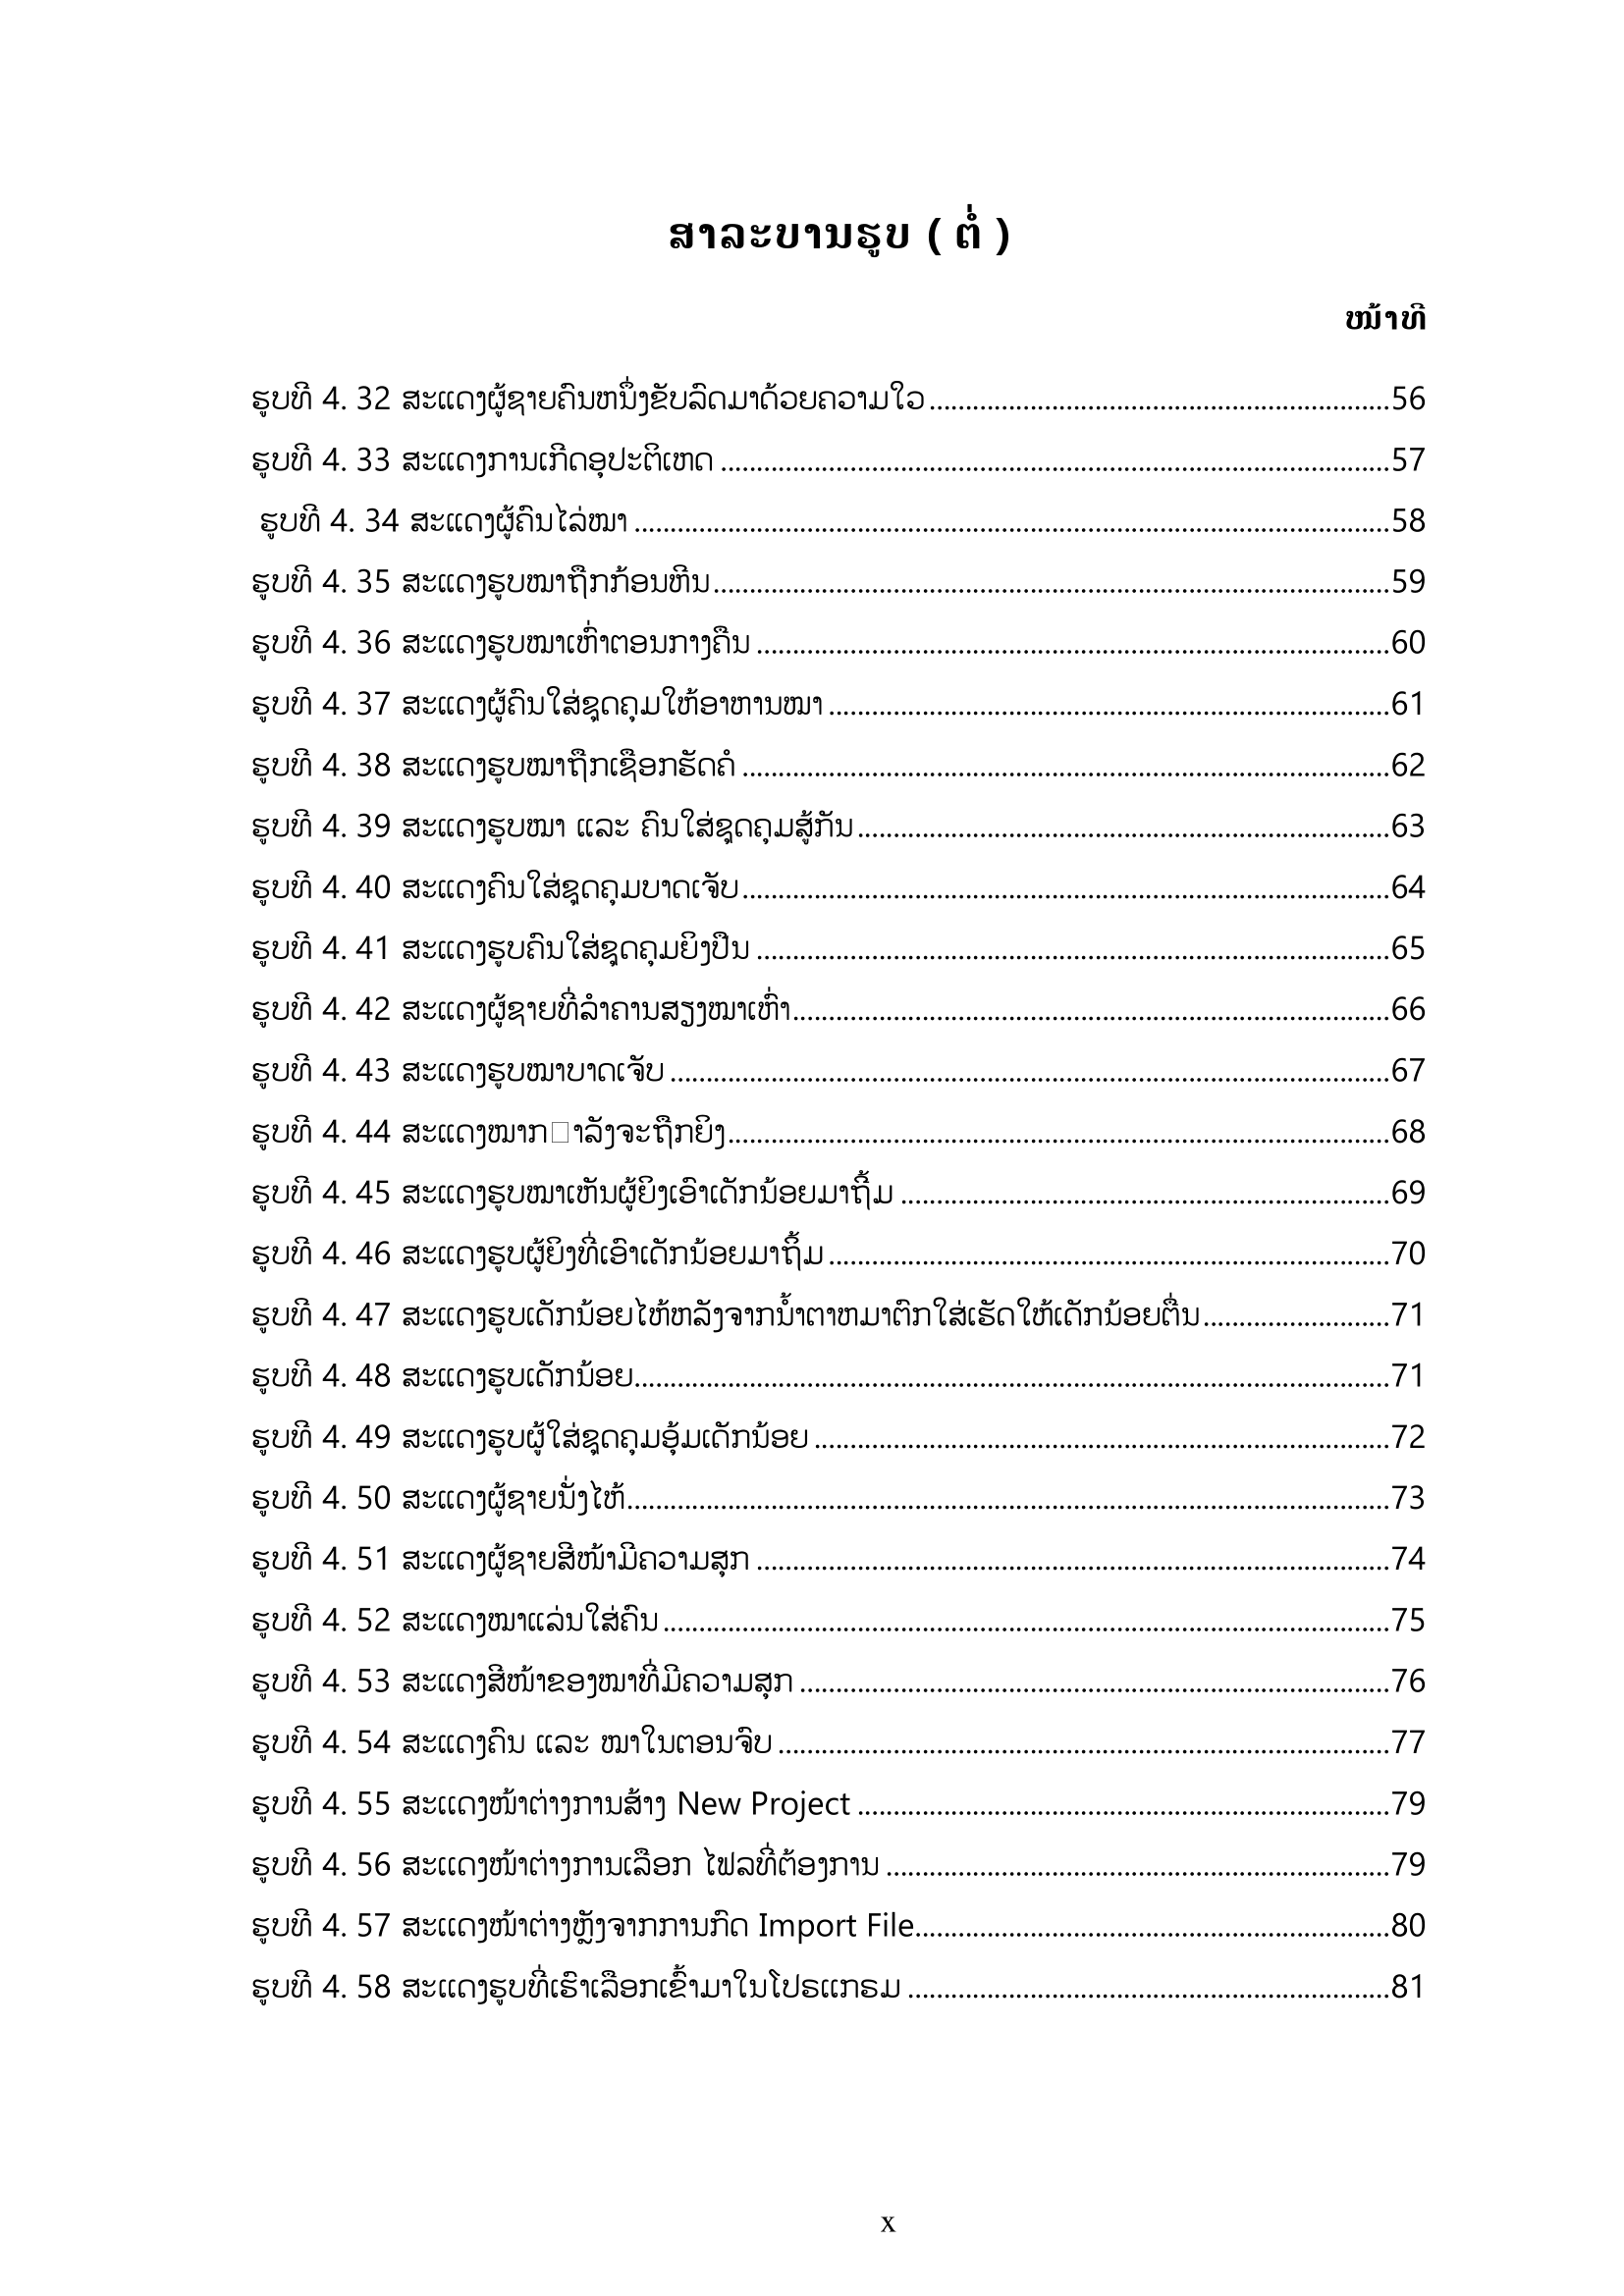 ສາລະບານຮູບ ( ຕໍ່ )
ໜ້າທີ
ຮູບທີ 4. 32 ສະແດງຜູ້ຊາຍຄົນຫນຶ່ງຂັບລົດມາດ້ວຍຄວາມໃວ........................................56
ຮູບທີ 4. 33 ສະແດງການເກີດອຸປະຕິເຫດ........................................57
ຮູບທີ 4. 34 ສະແດງຜູ້ຄົນໄລ່ໝາ........................................58
ຮູບທີ 4. 35 ສະແດງຮູບໝາຖືກກ້ອນຫີນ........................................59
ຮູບທີ 4. 36 ສະແດງຮູບໝາເຫົ່າຕອນກາງຄືນ........................................60
ຮູບທີ 4. 37 ສະແດງຜູ້ຄົນໃສ່ຊຸດຄຸມໃຫ້ອາຫານໝາ........................................61
ຮູບທີ 4. 38 ສະແດງຮູບໝາຖືກເຊືອກຮັດຄໍ........................................62
ຮູບທີ 4. 39 ສະແດງຮູບໝາ ແລະ ຄົນໃສ່ຊຸດຄຸມສູ້ກັນ........................................63
ຮູບທີ 4. 40 ສະແດງຄົນໃສ່ຊຸດຄຸມບາດເຈັບ........................................64
ຮູບທີ 4. 41 ສະແດງຮູບຄົນໃສ່ຊຸດຄຸມຍິງປືນ........................................65
ຮູບທີ 4. 42 ສະແດງຜູ້ຊາຍທີ່ລໍາຄານສຽງໝາເຫົ່າ........................................66
ຮູບທີ 4. 43 ສະແດງຮູບໝາບາດເຈັບ........................................67
ຮູບທີ 4. 44 ສະແດງໝາກ□າລັງຈະຖືກຍິງ........................................68
ຮູບທີ 4. 45 ສະແດງຮູບໝາເຫັນຜູ້ຍິງເອົາເດັກນ້ອຍມາຖີ້ມ........................................69
ຮູບທີ 4. 46 ສະແດງຮູບຜູ້ຍິງທີ່ເອົາເດັກນ້ອຍມາຖິ້ມ........................................70
ຮູບທີ 4. 47 ສະແດງຮູບເດັກນ້ອຍໄຫ້ຫລັງຈາກນໍ້າຕາຫມາຕົກໃສ່ເຮັດໃຫ້ເດັກນ້ອຍຕື່ນ..........................71
ຮູບທີ 4. 48 ສະແດງຮູບເດັກນ້ອຍ........................................71
ຮູບທີ 4. 49 ສະແດງຮູບຜູ້ໃສ່ຊຸດຄຸມອຸ້ມເດັກນ້ອຍ........................................72
ຮູບທີ 4. 50 ສະແດງຜູ້ຊາຍນັ່ງໄຫ້........................................73
ຮູບທີ 4. 51 ສະແດງຜູ້ຊາຍສີໜ້າມີຄວາມສຸກ........................................74
ຮູບທີ 4. 52 ສະແດງໝາແລ່ນໃສ່ຄົນ........................................75
ຮູບທີ 4. 53 ສະແດງສີໜ້າຂອງໝາທີ່ມີຄວາມສຸກ........................................76
ຮູບທີ 4. 54 ສະແດງຄົນ ແລະ ໝາໃນຕອນຈົບ........................................77
ຮູບທີ 4. 55 ສະແດງໜ້າຕ່າງການສ້າງ New Project........................................79
ຮູບທີ 4. 56 ສະແດງໜ້າຕ່າງການເລືອກ ໄຟລທີ່ຕ້ອງການ........................................79
ຮູບທີ 4. 57 ສະແດງໜ້າຕ່າງຫຼັງຈາກການກົດ Import File........................................80
ຮູບທີ 4. 58 ສະແດງຮູບທີ່ເຮົາເລືອກເຂົ້າມາໃນໂປຣແກຣມ........................................81
x